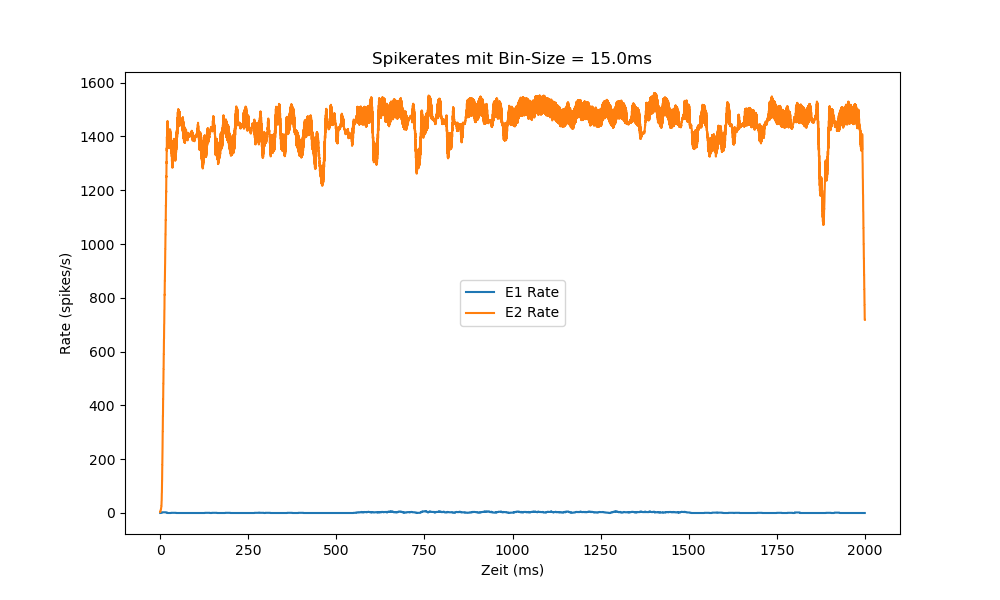 Spikerates mit Bin-Size = 15.0ms
1600
1400
1200
1000
800
600
400
200
0
Rate (spikes/s)
E1 Rate
E2 Rate
0 250 500 750 1000 1250 1500 1750 2000
Zeit (ms)